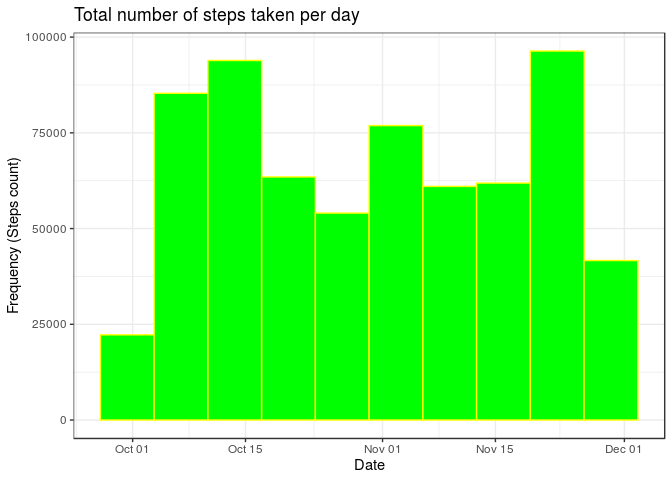 Total number of steps taken per day
Frequency (Steps count)
100000
75000
50000
25000
0
Oct 01
Oct 15
Nov 01
Nov 15
Dec 01
Date